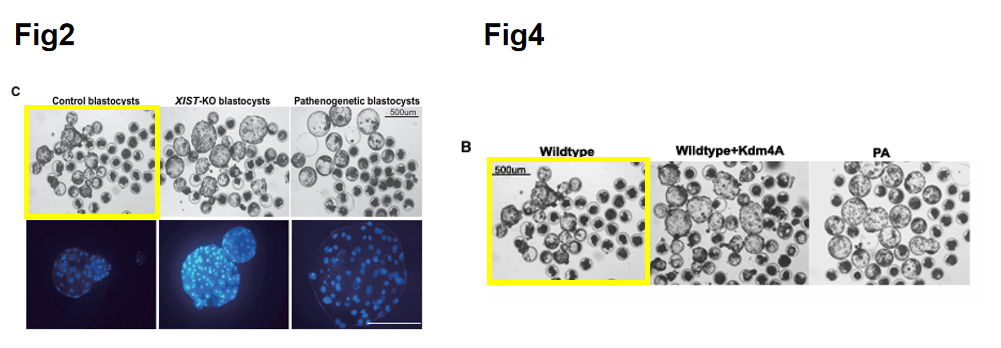 Fig2
Fig4
C
Control blastocysts
XIST-KO blastocysts
Pathenogenetic blastocysts
500um
B
Wildtype
Wildtype+Kdm4A
PA
500um